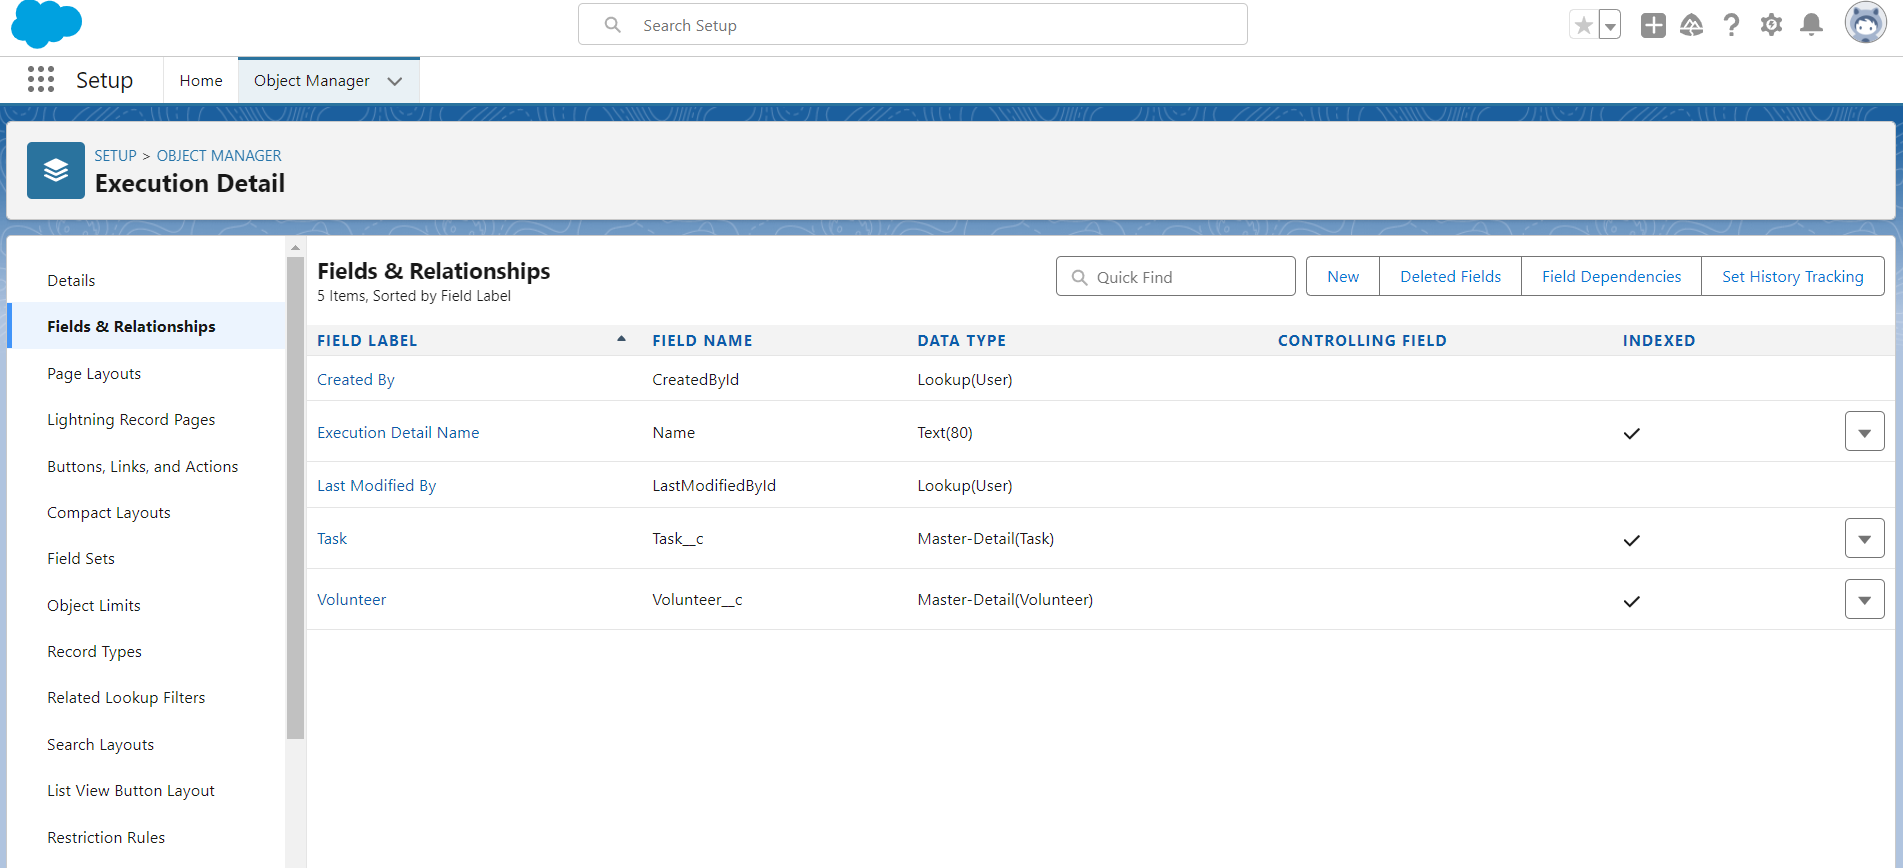 Search Setup
Setup
Home
Object Manager
SETUP > OBJECT MANAGER
Execution Detail
Details
Fields & Relationships
Page Layouts
Lightning Record Pages
Buttons, Links, and Actions
Compact Layouts
Field Sets
Object Limits
Record Types
Related Lookup Filters
Search Layouts
List View Button Layout
Restriction Rules
Fields & Relationships
5 Items, Sorted by Field Label
Quick Find
New
Deleted Fields
Field Dependencies
Set History Tracking
FIELD LABEL FIELD NAME DATA TYPE CONTROLLING FIELD INDEXED
Created By CreatedById Lookup(User)
Execution Detail Name Name Text(80)
Last Modified By LastModifiedById Lookup(User)
Task Task__c Master-Detail(Task)
Volunteer Volunteer__c Master-Detail(Volunteer)